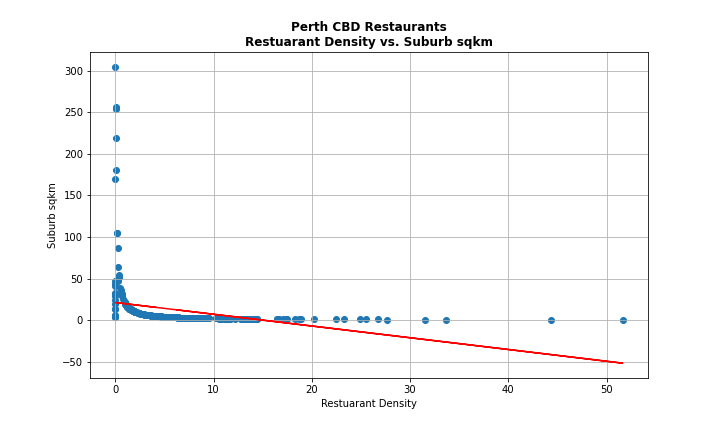 Perth CBD Restaurants
Restuarant Density vs. Suburb sqkm
300
250
200
150
100
50
0
−50
Suburb sqkm
0 10 20 30 40 50
Restuarant Density